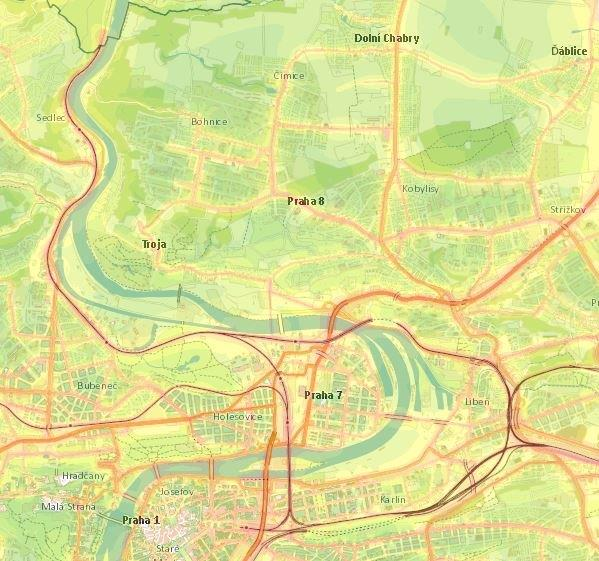 Dolní Chabry
Ďáblice
Čimice
Sedlec
Bohnice
Kobylisy
Praha 8
Střížkov
Troja
Bubeneč
Praha 7
Holešovice
Libeň
Hradčany
Josefov
Karlín
Malá Strana
Praha 1
Staré